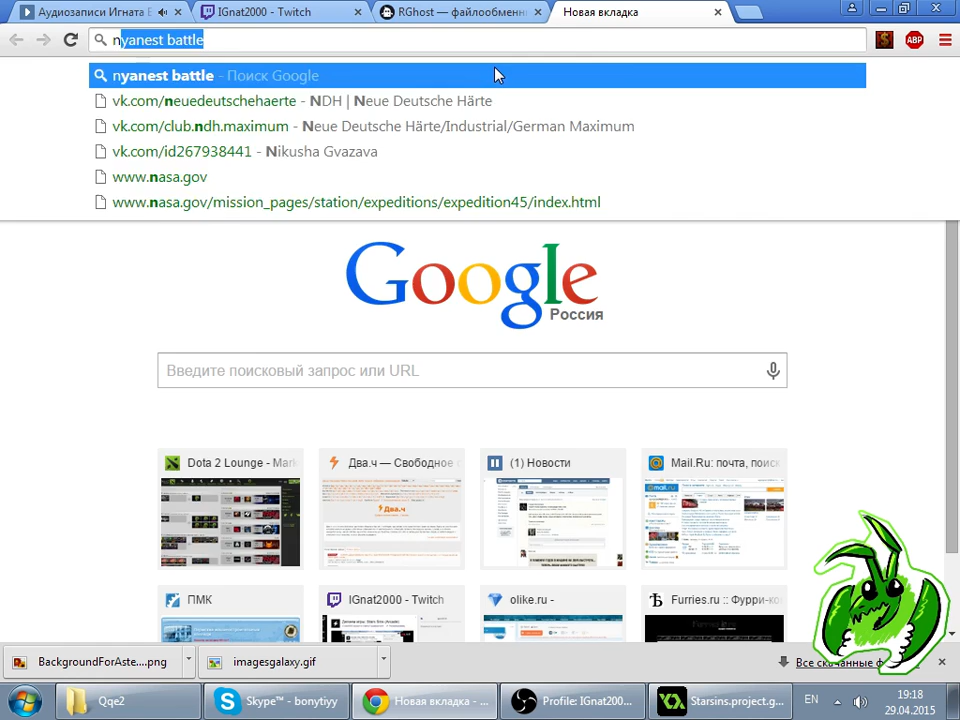 Аудиозаписи Игната
IGnat2000 - Twitch
RGhost — файлообменн
Новая вкладка
nyanest battle
ABP
nyanest battle - Поиск Google
vk.com/neuedeutschehaerte - NDH | Neue Deutsche Härte
vk.com/club.ndh.maximum - Neue Deutsche Härte/Industrial/German Maximum
vk.com/id267938441 - Nikusha Gvazava
www.nasa.gov
www.nasa.gov/mission_pages/station/expeditions/expedition45/index.html
Google
Россия
Введите поисковый запрос или URL
Dota 2 Lounge - Mark
Два.ч — Свободное
(1) Новости
Mail.Ru: почта, поиск
Два.ч
ПМК
IGnat2000 - Twitch
olike.ru -
Furries.ru :: Фурри-ко
BackgroundForAste....png
imagesgalaxy.gif
Все скачанные ф
Qqe2
Skype™ - bonytiyy
Новая вкладка - ...
Profile: IGnat200...
Starsins.project.g...
EN
19:18
29.04.2015